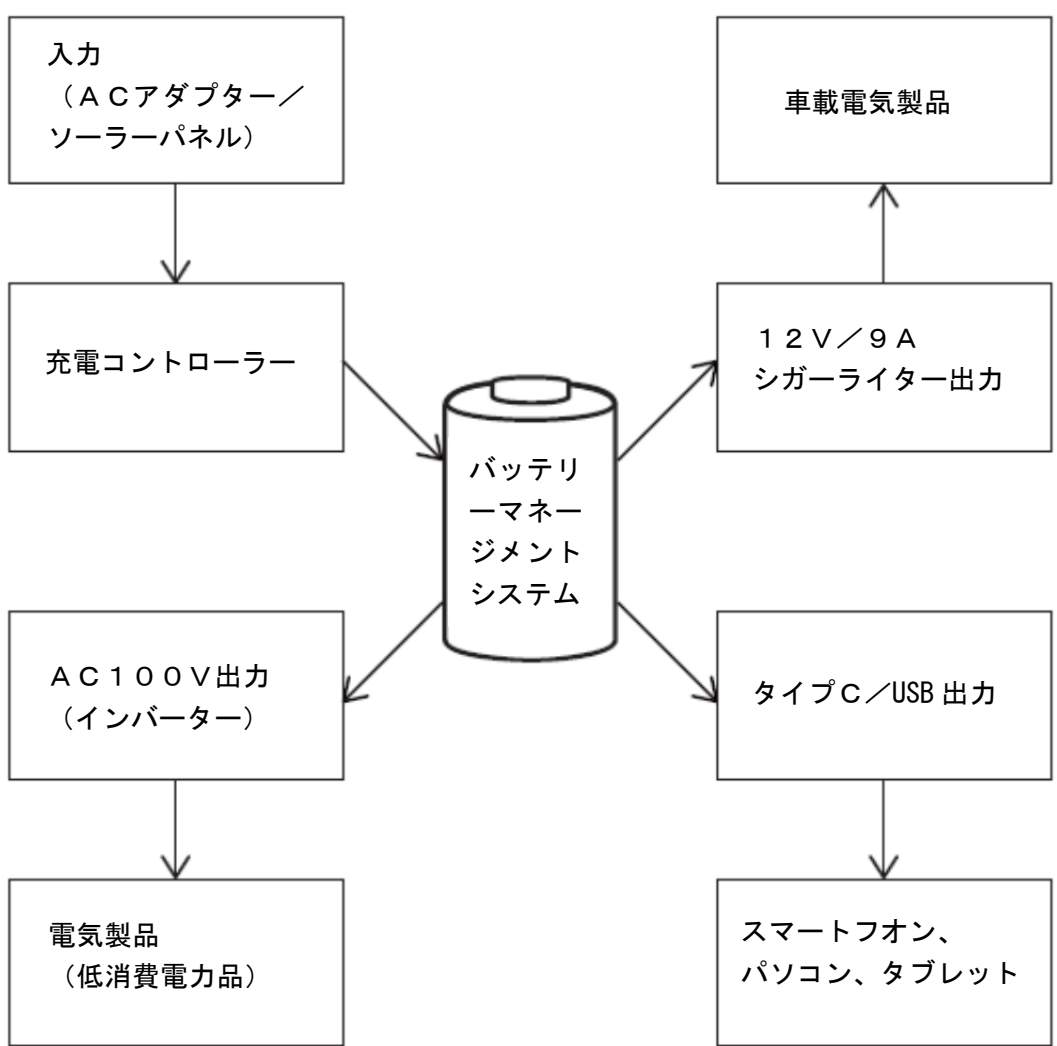 入力
（ＡＣアダプター／
ソーラーパネル）
充電コントローラー
車載電気製品
１２Ｖ／９Ａ
シガーライター出力
バッテリ
ーマネー
ジメント
システム
ＡＣ１００Ｖ出力
（インバーター）
電気製品
（低消費電力品）
タイプＣ／USB 出力
スマートフオン、
パソコン、タブレット